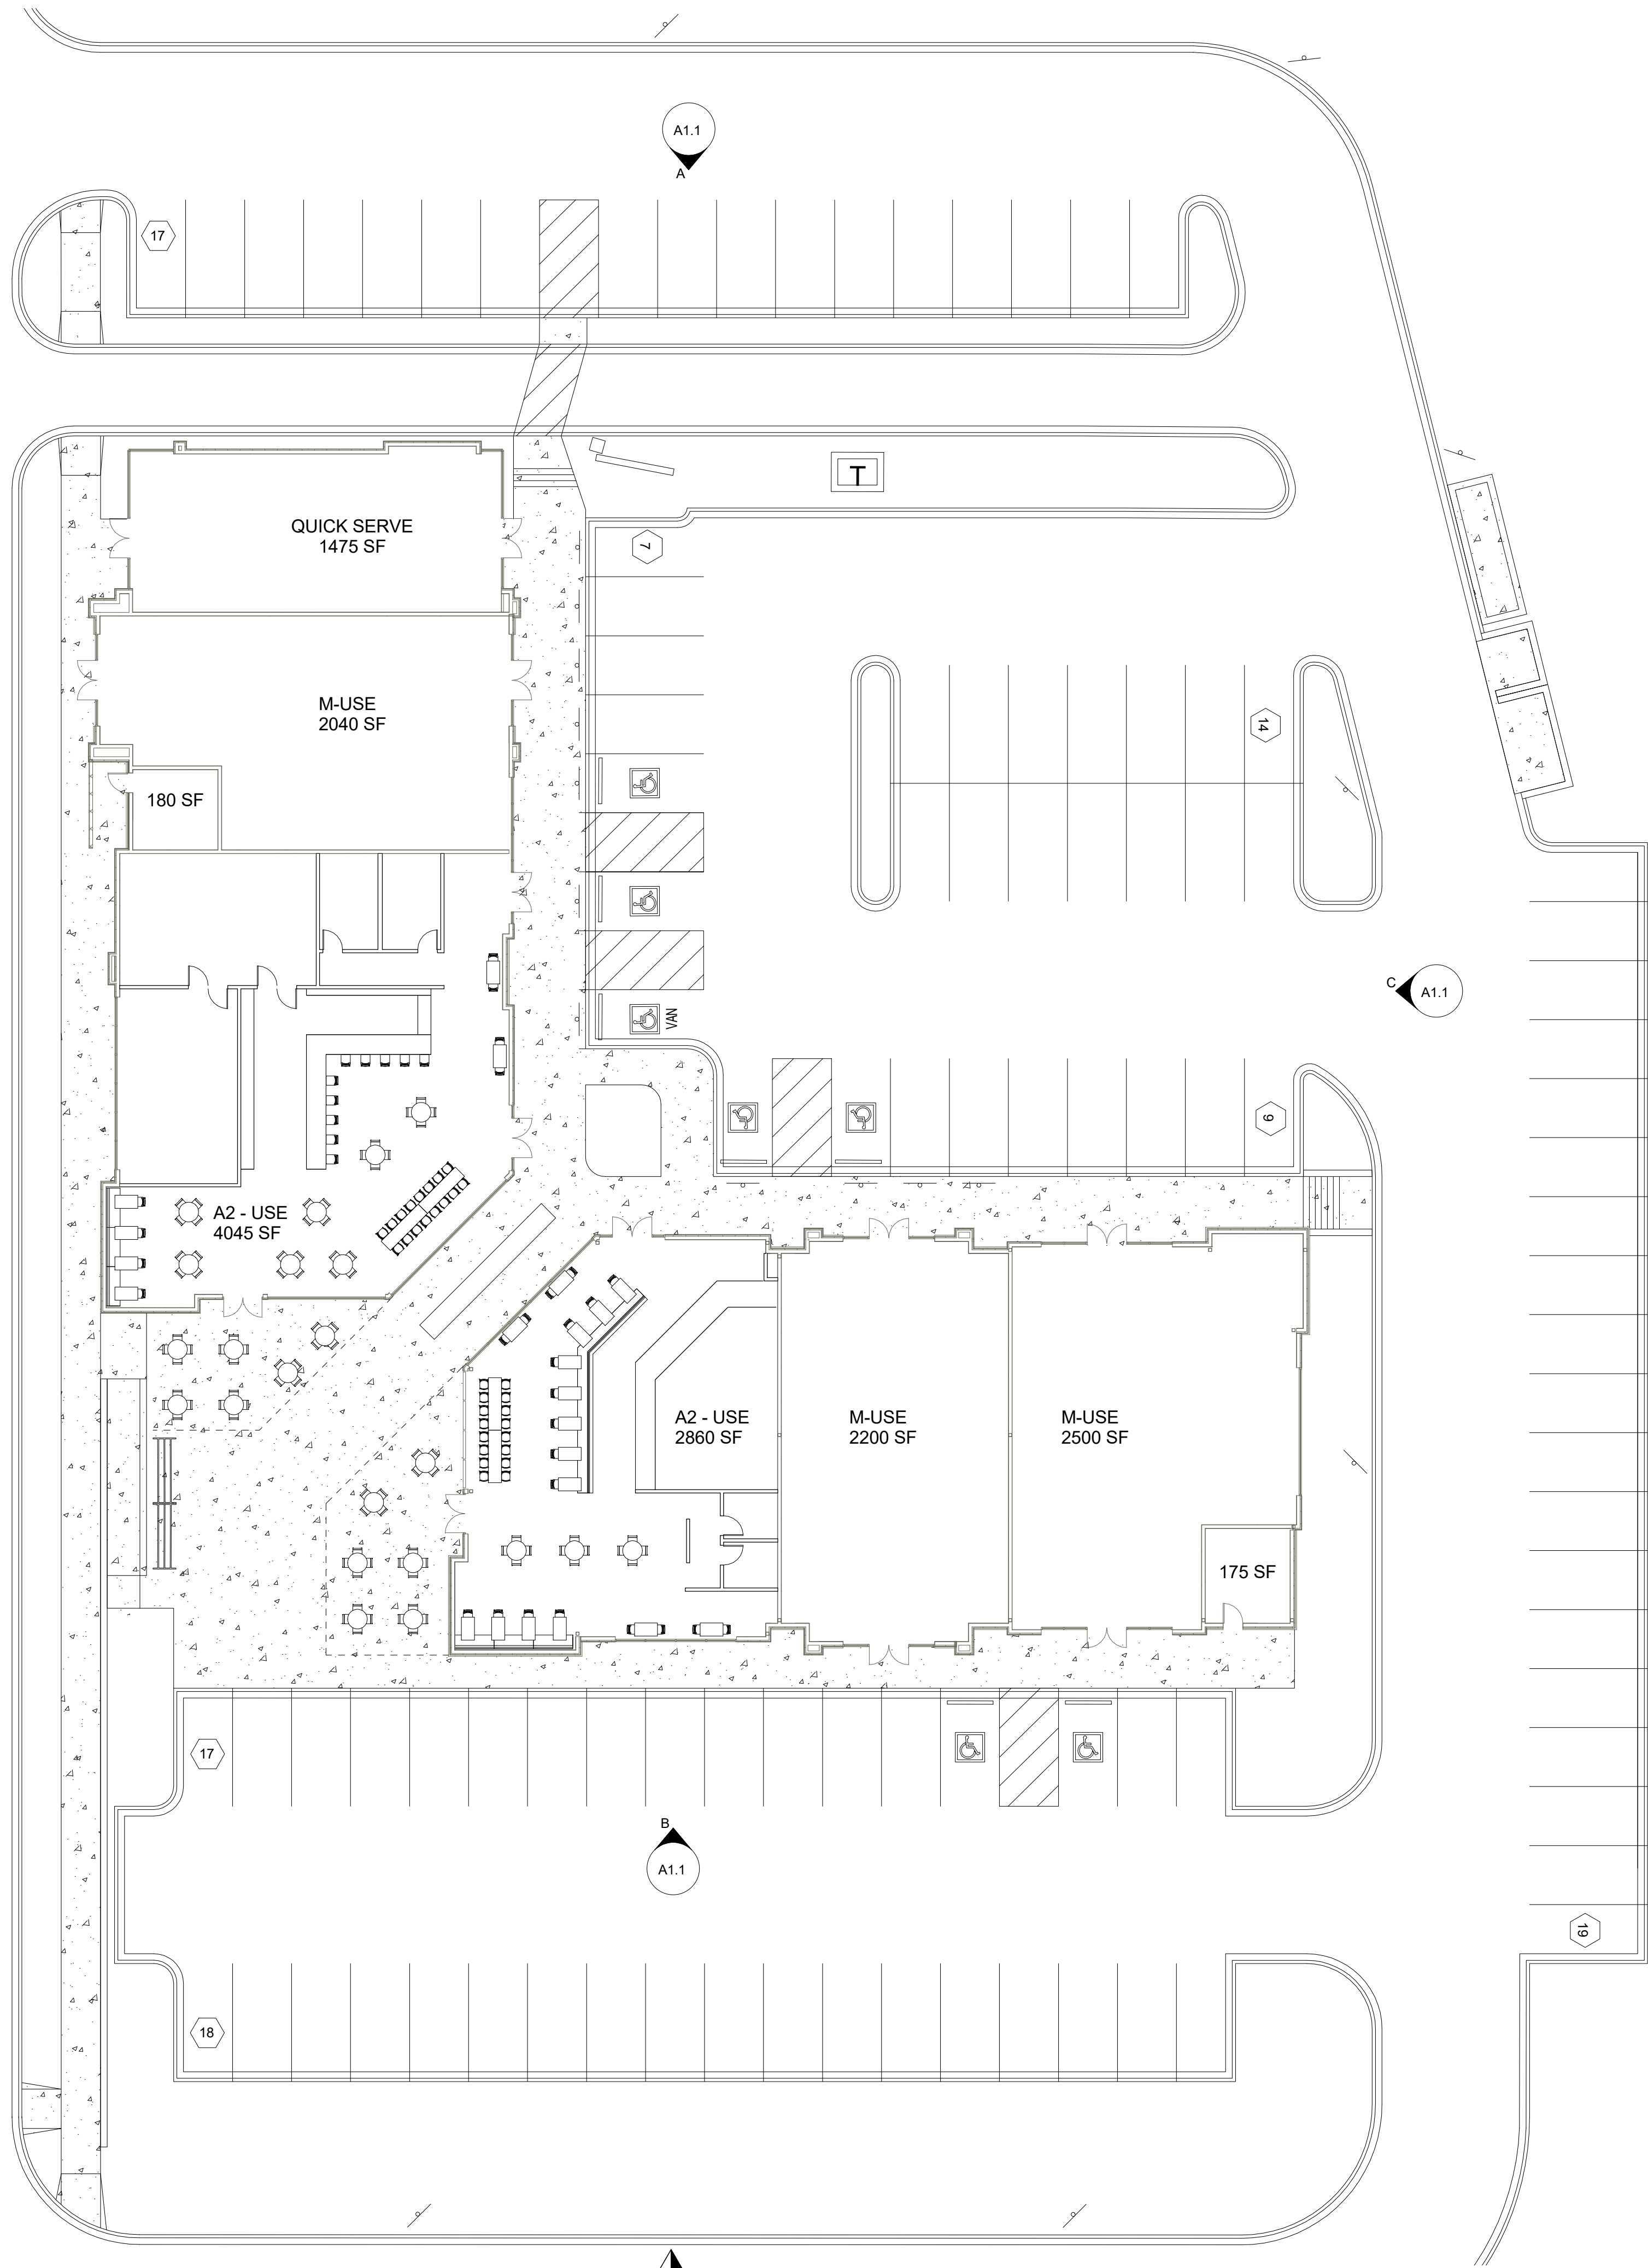 A1.1
A
17
T
QUICK SERVE
1475 SF
7
M-USE
2040 SF
14
180 SF
VAN
C
A1.1
9
A2 - USE
4045 SF
A2 - USE
2860 SF
M-USE
2200 SF
M-USE
2500 SF
175 SF
17
B
A1.1
19
18